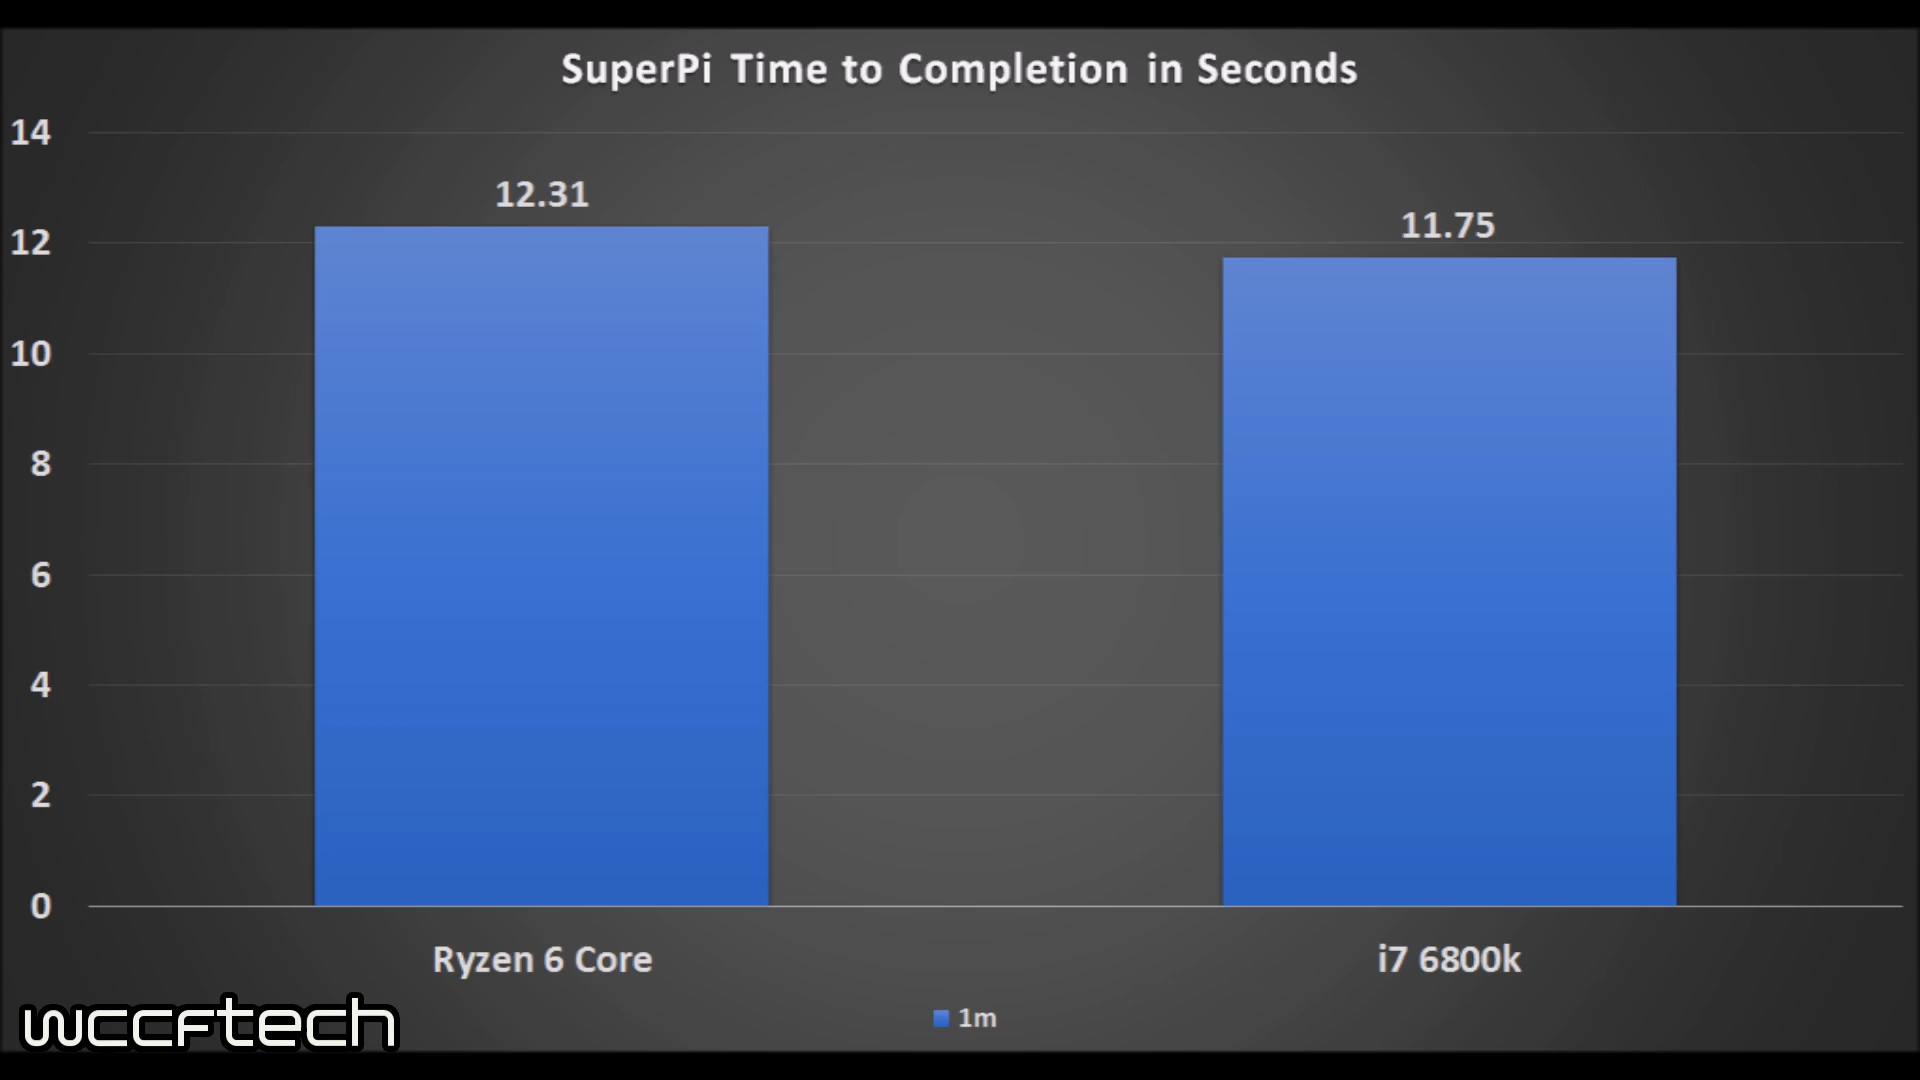 SuperPi Time to Completion in Seconds
14
12
10
8
6
4
2
0
12.31
11.75
Ryzen 6 Core
i7 6800k
1m
wccftech